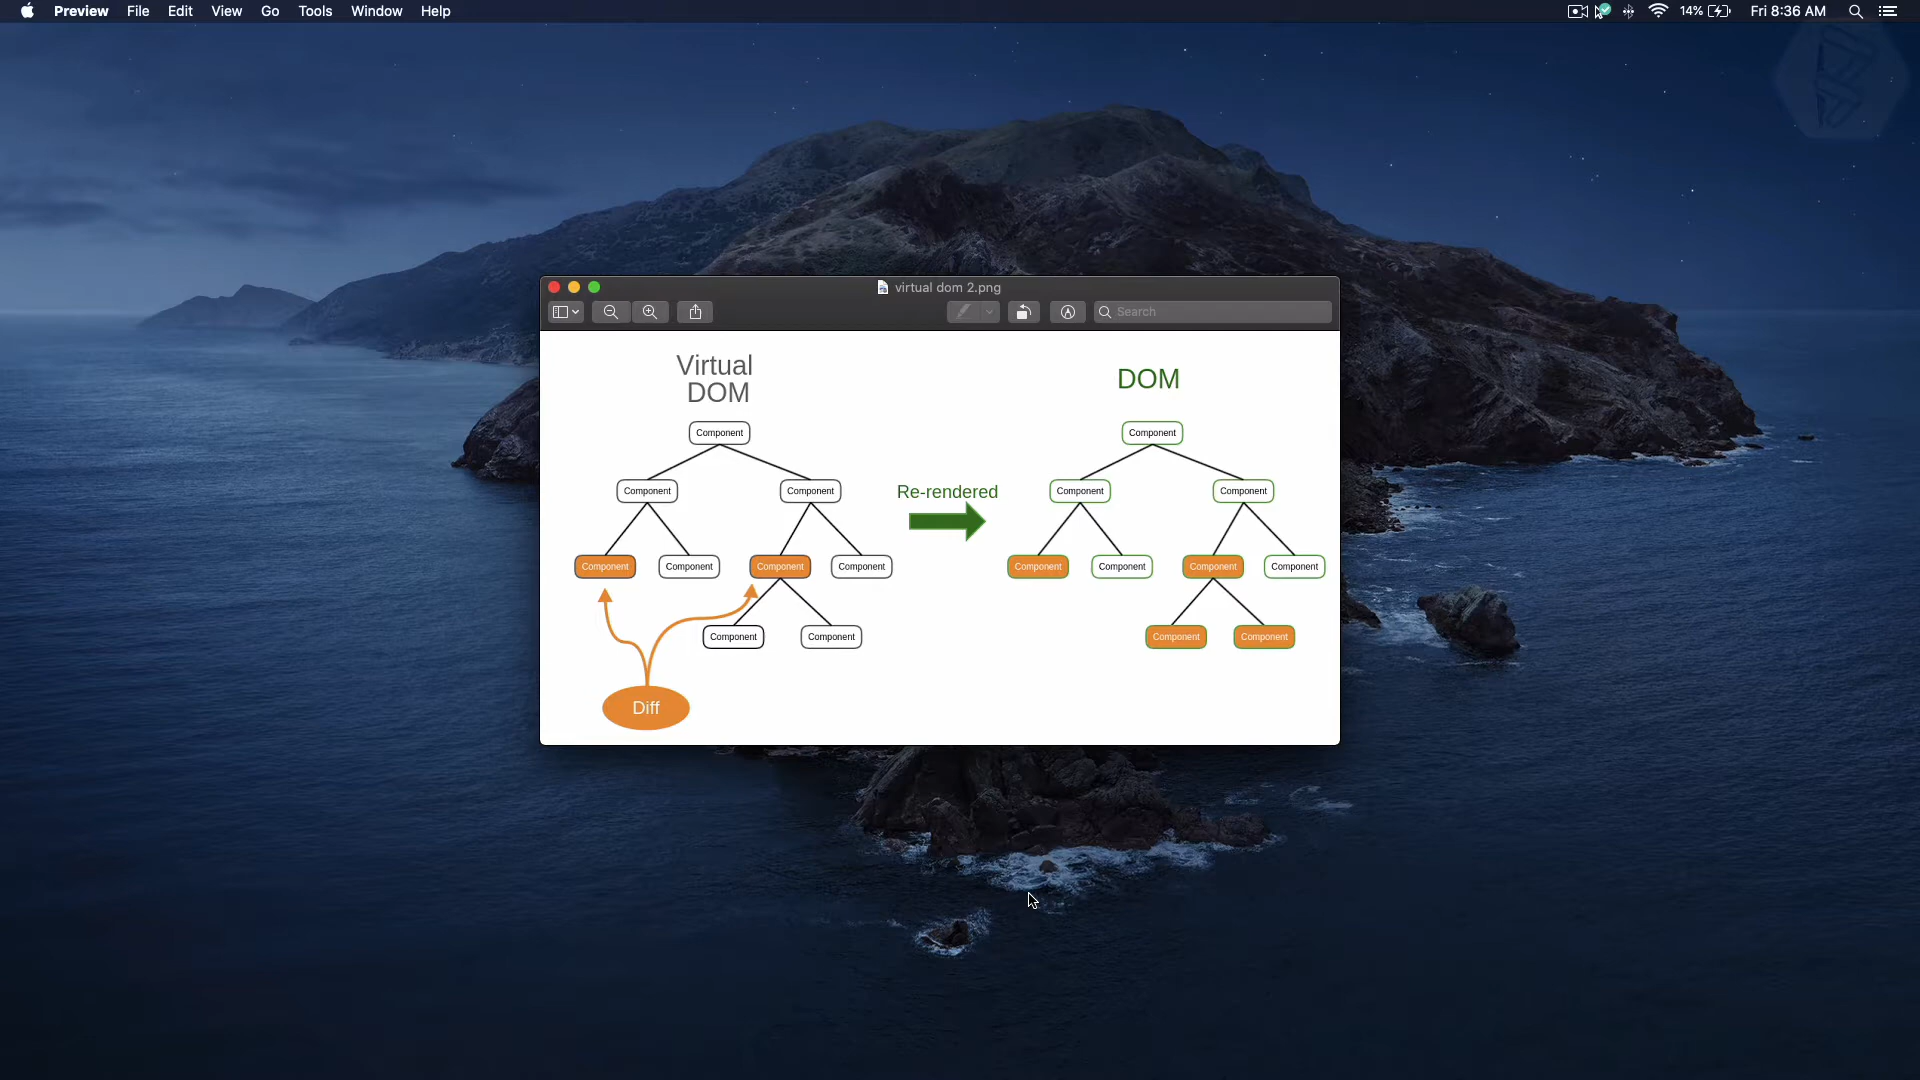 Preview File Edit View Go Tools Window Help
14% Fri 8:36 AM
virtual dom 2.png
Search
Virtual
DOM
DOM
Component
Component
Component Component
Re-rendered
Component Component
Component Component Component Component
Component Component Component Component
Component Component
Component Component
Diff